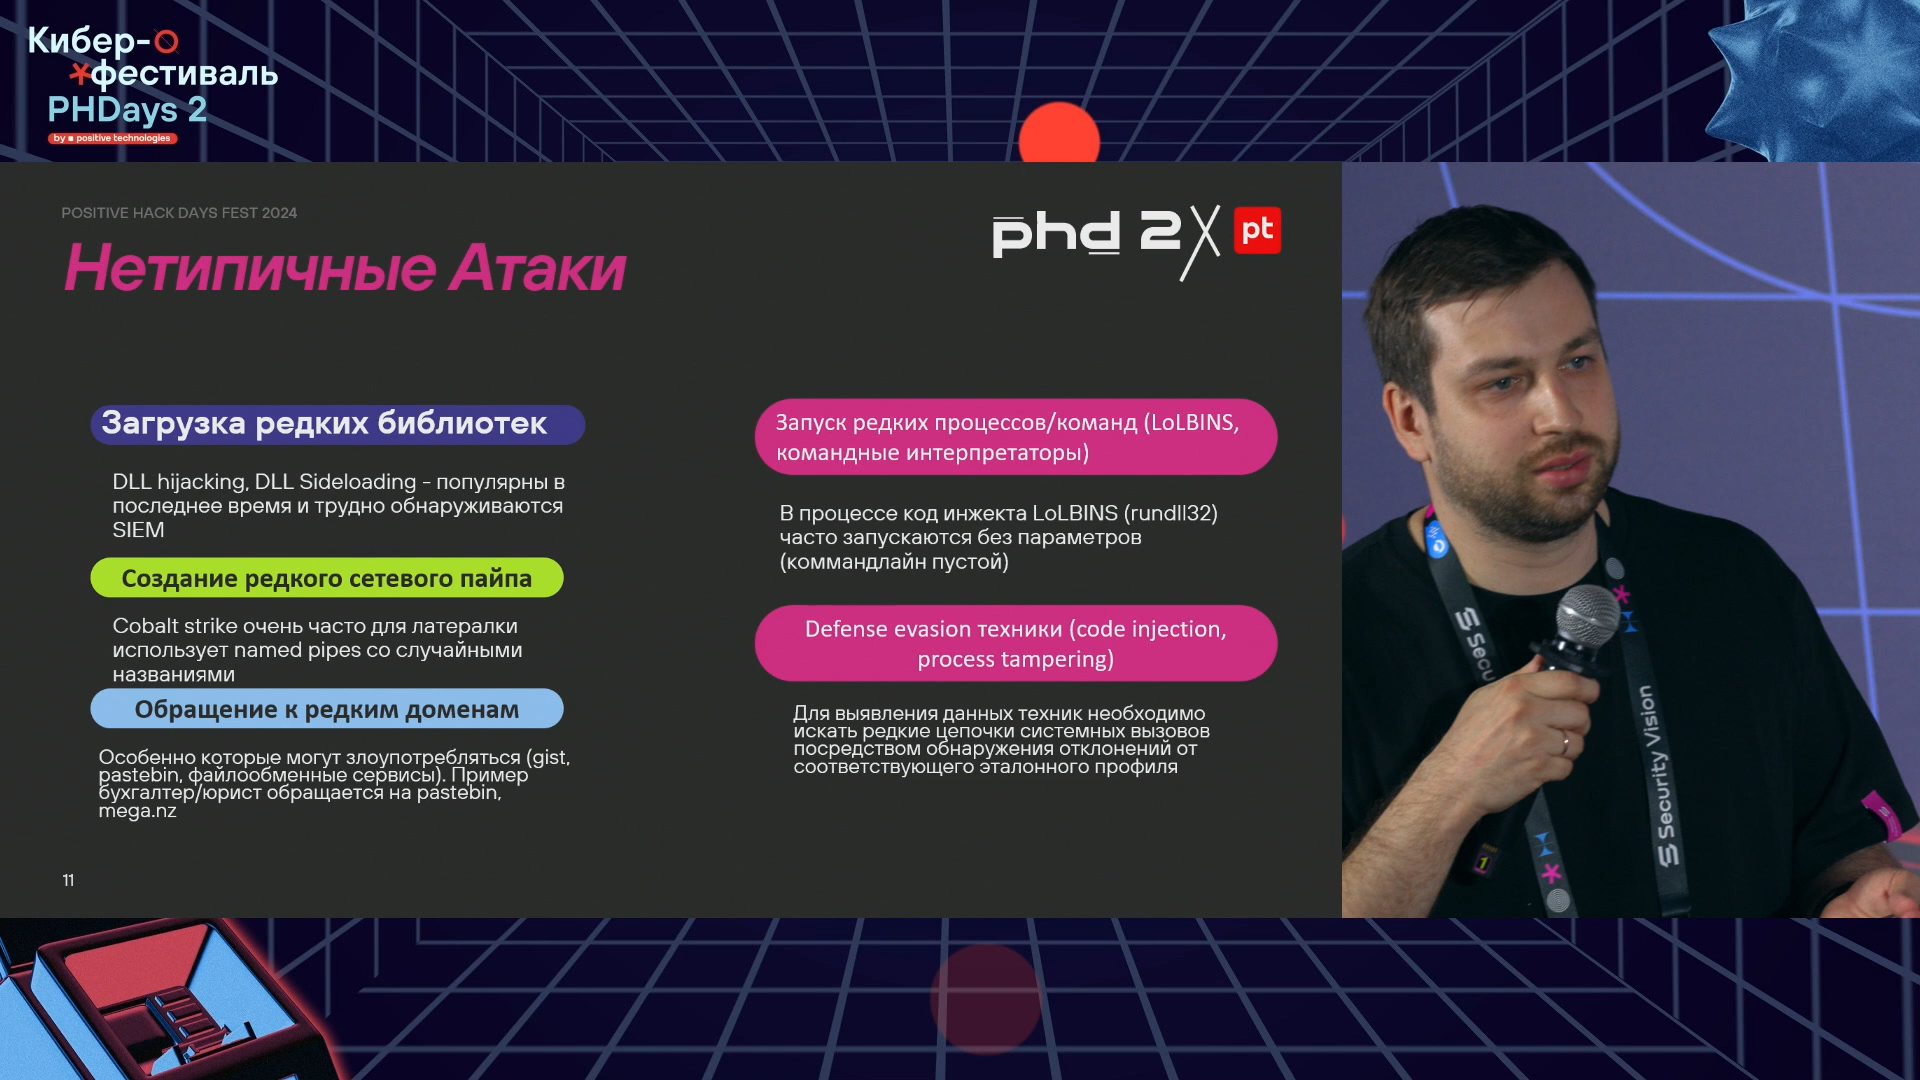 Кибер-
фестиваль
PHDays 2
by positive technologies
POSITIVE HACK DAYS FEST 2024
Нетипичные Атаки
phd 2
pt
Загрузка редких библиотек
DLL hijacking, DLL Sideloading - популярны в
последнее время и трудно обнаруживаются
SIEM
Создание редкого сетевого пайпа
Cobalt strike очень часто для латералки
использует named pipes со случайными
названиями
Обращение к редким доменам
Особенно которые могут злоупотребляться (gist,
pastebin, файлообменные сервисы). Пример
бухгалтер/юрист обращается на pastebin,
mega.nz
Запуск редких процессов/команд (LoLBINS,
командные интерпретаторы)
В процессе код инжекта LoLBINS (rundll32)
часто запускаются без параметров
(коммандлайн пустой)
Defense evasion техники (code injection,
process tampering)
Для выявления данных техник необходимо
искать редкие цепочки системных вызовов
посредством обнаружения отклонений от
соответствующего эталонного профиля
11
Secu
Security Vision
1